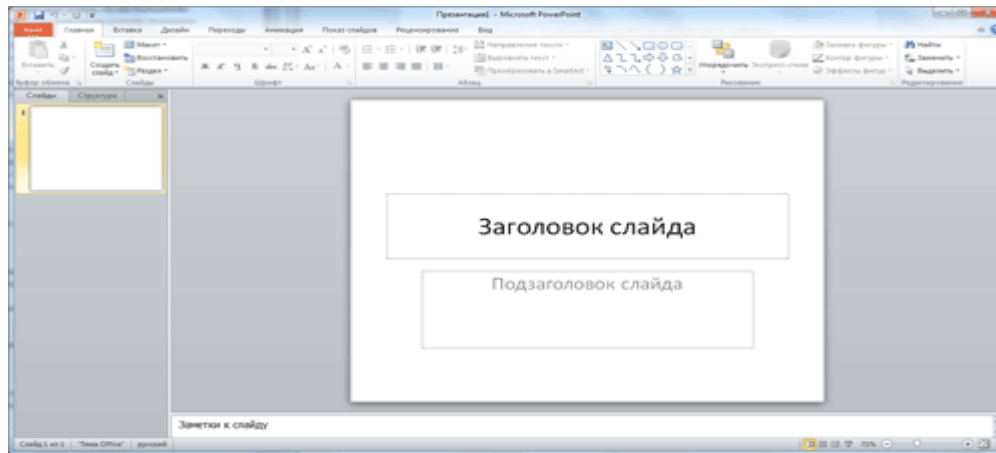 Презентация1 - Microsoft PowerPoint
Файл Главная Вставка Дизайн Переходы Анимация Показ слайдов Рецензирование Вид
Вставить
Создать слайд
Макет
Восстановить
Раздел
Направление текста
Выровнять текст
Преобразовать в SmartArt
Упорядочить Экспресс-стили
Заливка фигуры
Контур фигуры
Эффекты фигур
Найти
Заменить
Выделить
Буфер обмена Слайды Шрифт Абзац Рисование Редактирование
Слайды Структура
1
Заголовок слайда
Подзаголовок слайда
Заметки к слайду
Слайд 1 из 1 "Тема Office" русский